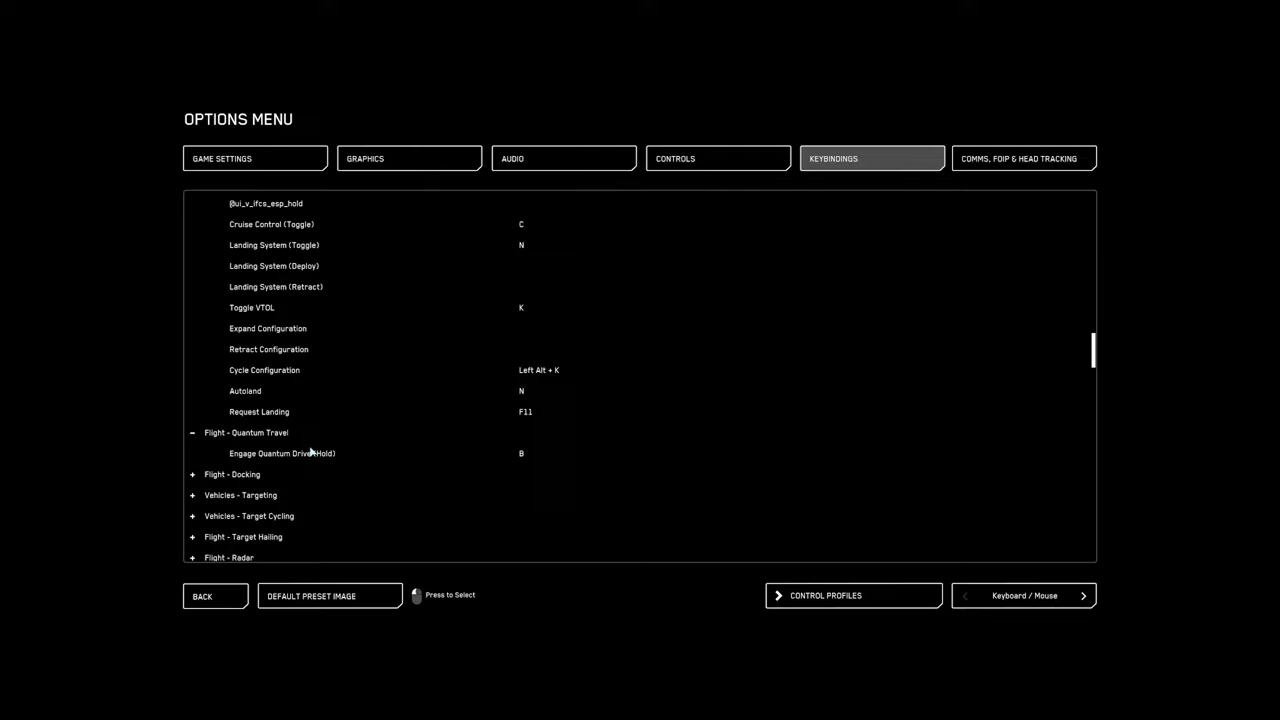 OPTIONS MENU
GAME SETTINGS GRAPHICS AUDIO CONTROLS KEYBINDINGS COMMS, FOIP & HEAD TRACKING
@ui_v_ifcs_esp_hold
Cruise Control (Toggle) C
Landing System (Toggle) N
Landing System (Deploy)
Landing System (Retract)
Toggle VTOL K
Expand Configuration
Retract Configuration
Cycle Configuration Left Alt + K
Autoland N
Request Landing F11
− Flight - Quantum Travel
Engage Quantum Drive (Hold) B
+ Flight - Docking
+ Vehicles - Targeting
+ Vehicles - Target Cycling
+ Flight - Target Hailing
+ Flight - Radar
BACK DEFAULT PRESET IMAGE Press to Select CONTROL PROFILES Keyboard / Mouse